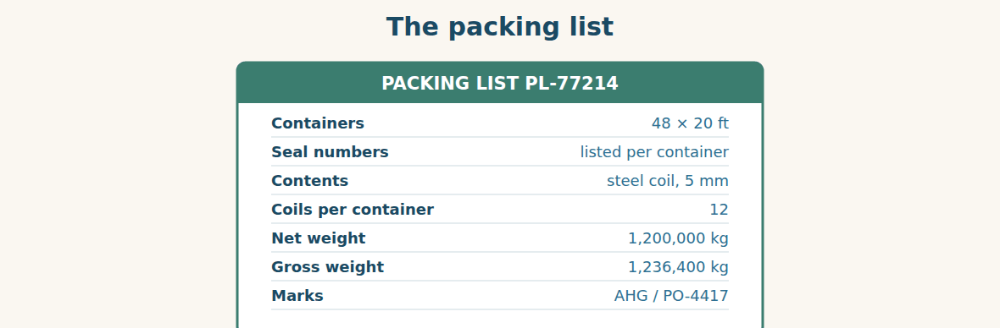 The packing list
PACKING LIST PL-77214
Containers 48 × 20 ft
Seal numbers listed per container
Contents steel coil, 5 mm
Coils per container 12
Net weight 1,200,000 kg
Gross weight 1,236,400 kg
Marks AHG / PO-4417